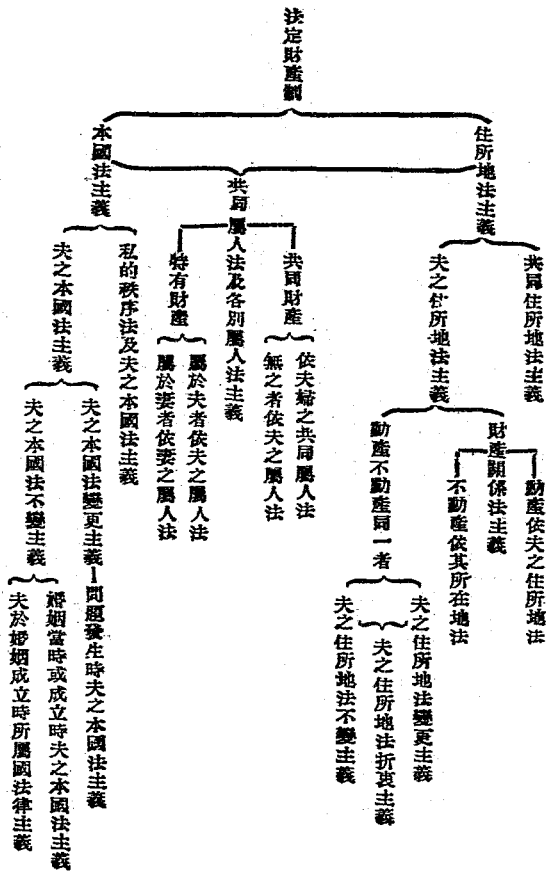 法定財產制
住所地法主義
共同住所地法主義
夫之住所地法主義
財產關係法主義
動產依夫之住所地法
不動產依其所在地法
動產不動產同一者
夫之住所地法變更主義
夫之住所地法折衷主義
夫之住所地法不變主義
共同屬人法及各別屬人法主義
共同財產
依夫婦之共同屬人法
無之者依夫之屬人法
特有財產
屬於夫者依夫之屬人法
屬於妻者依妻之屬人法
本國法主義
私的秩序法及夫之本國法主義
夫之本國法主義
夫之本國法變更主義—問題發生時夫之本國法主義
夫之本國法不變主義
婚姻當時或成立時夫之本國法主義
夫於婚姻成立時所屬國法律主義